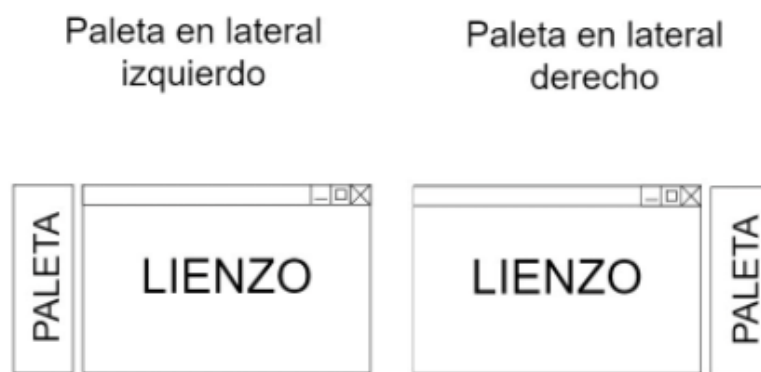 Paleta en lateral
izquierdo
Paleta en lateral
derecho
PALETA
LIENZO
LIENZO
PALETA